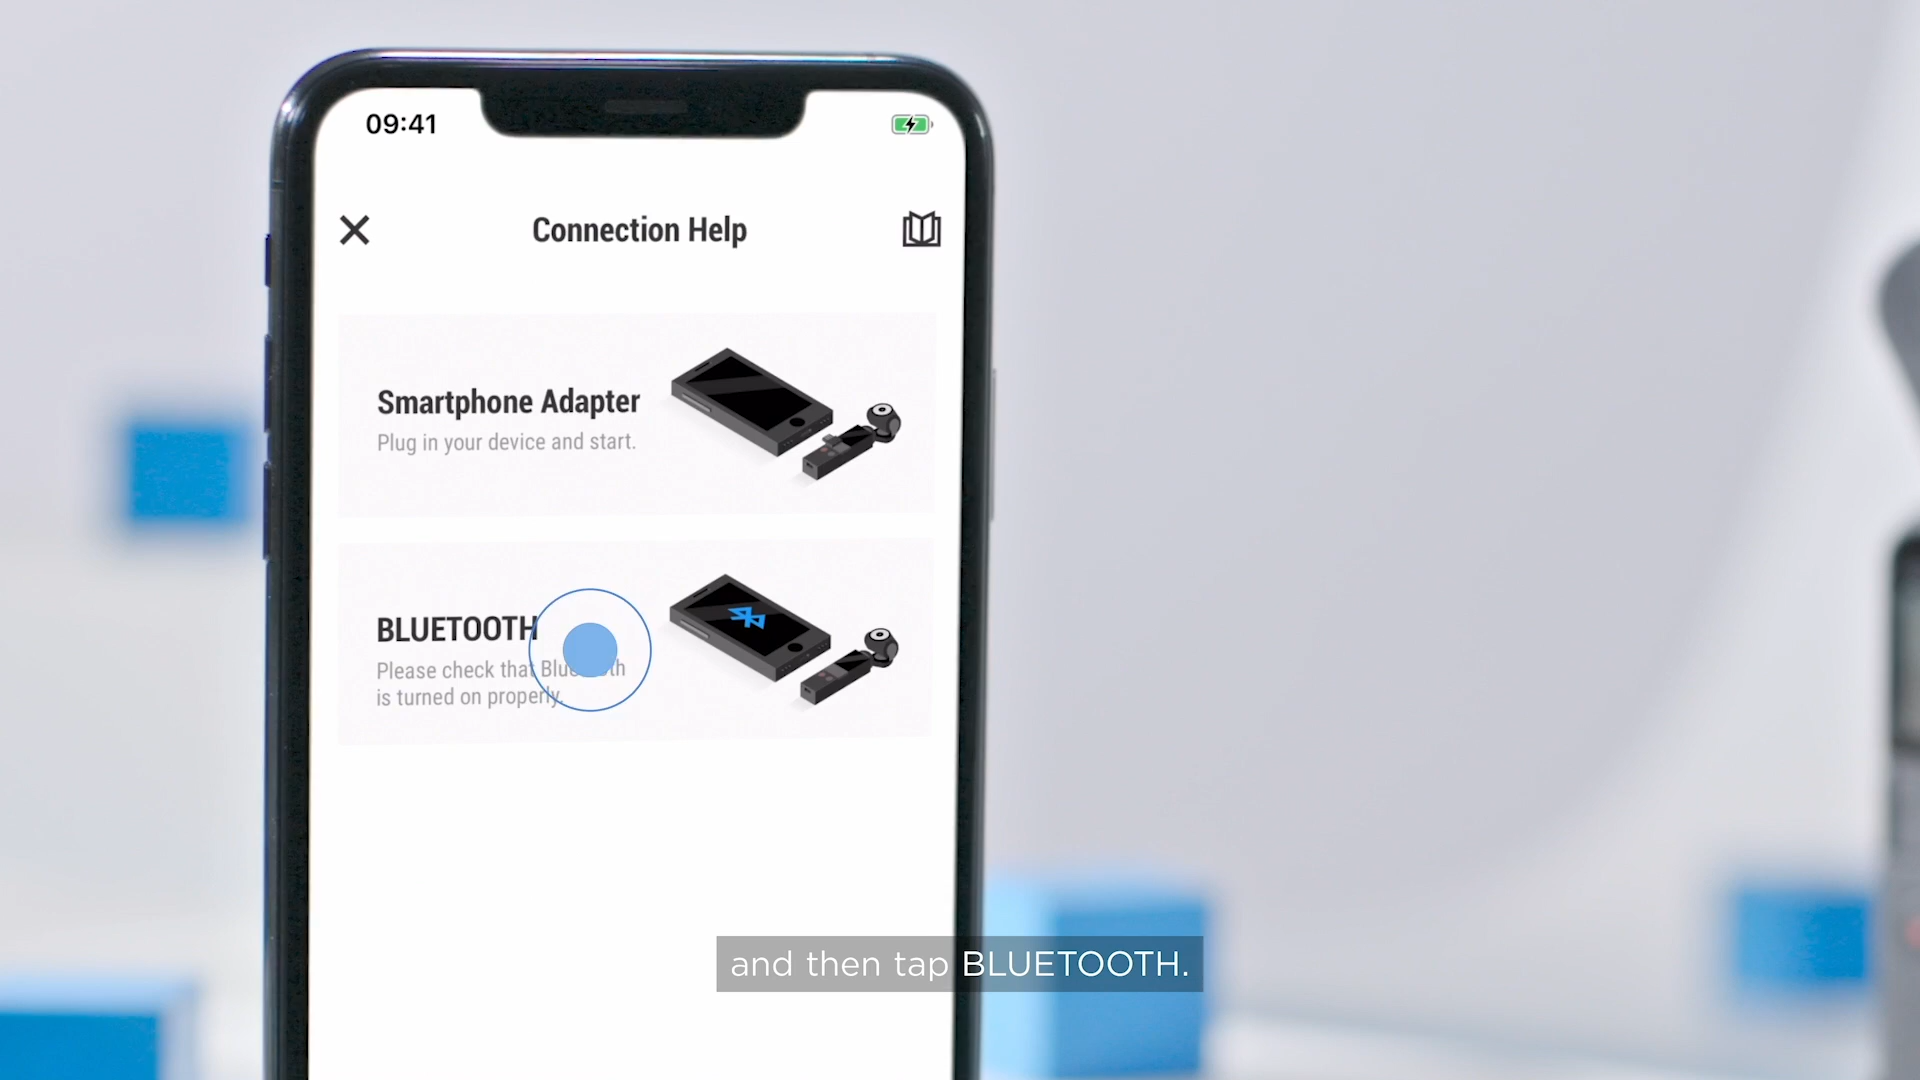 09:41
Connection Help
Smartphone Adapter
Plug in your device and start.
BLUETOOTH
Please check that Bluetooth
is turned on properly.
and then tap BLUETOOTH.